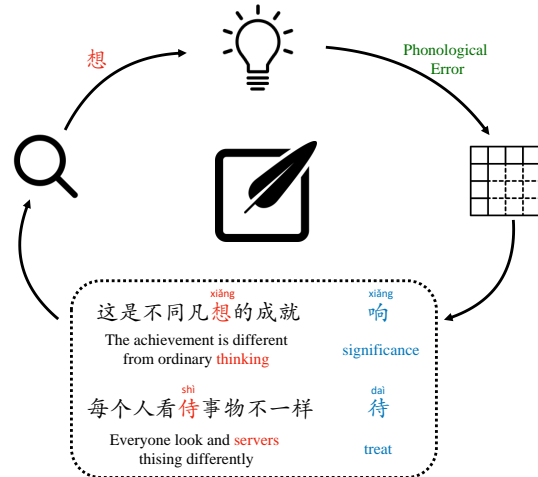 想
Phonological
Error
xiǎng
xiǎng
这是不同凡想的成就
响
The achievement is different
from ordinary thinking
significance
shì
dài
每个人看侍事物不一样
待
Everyone look and servers
thising differently
treat